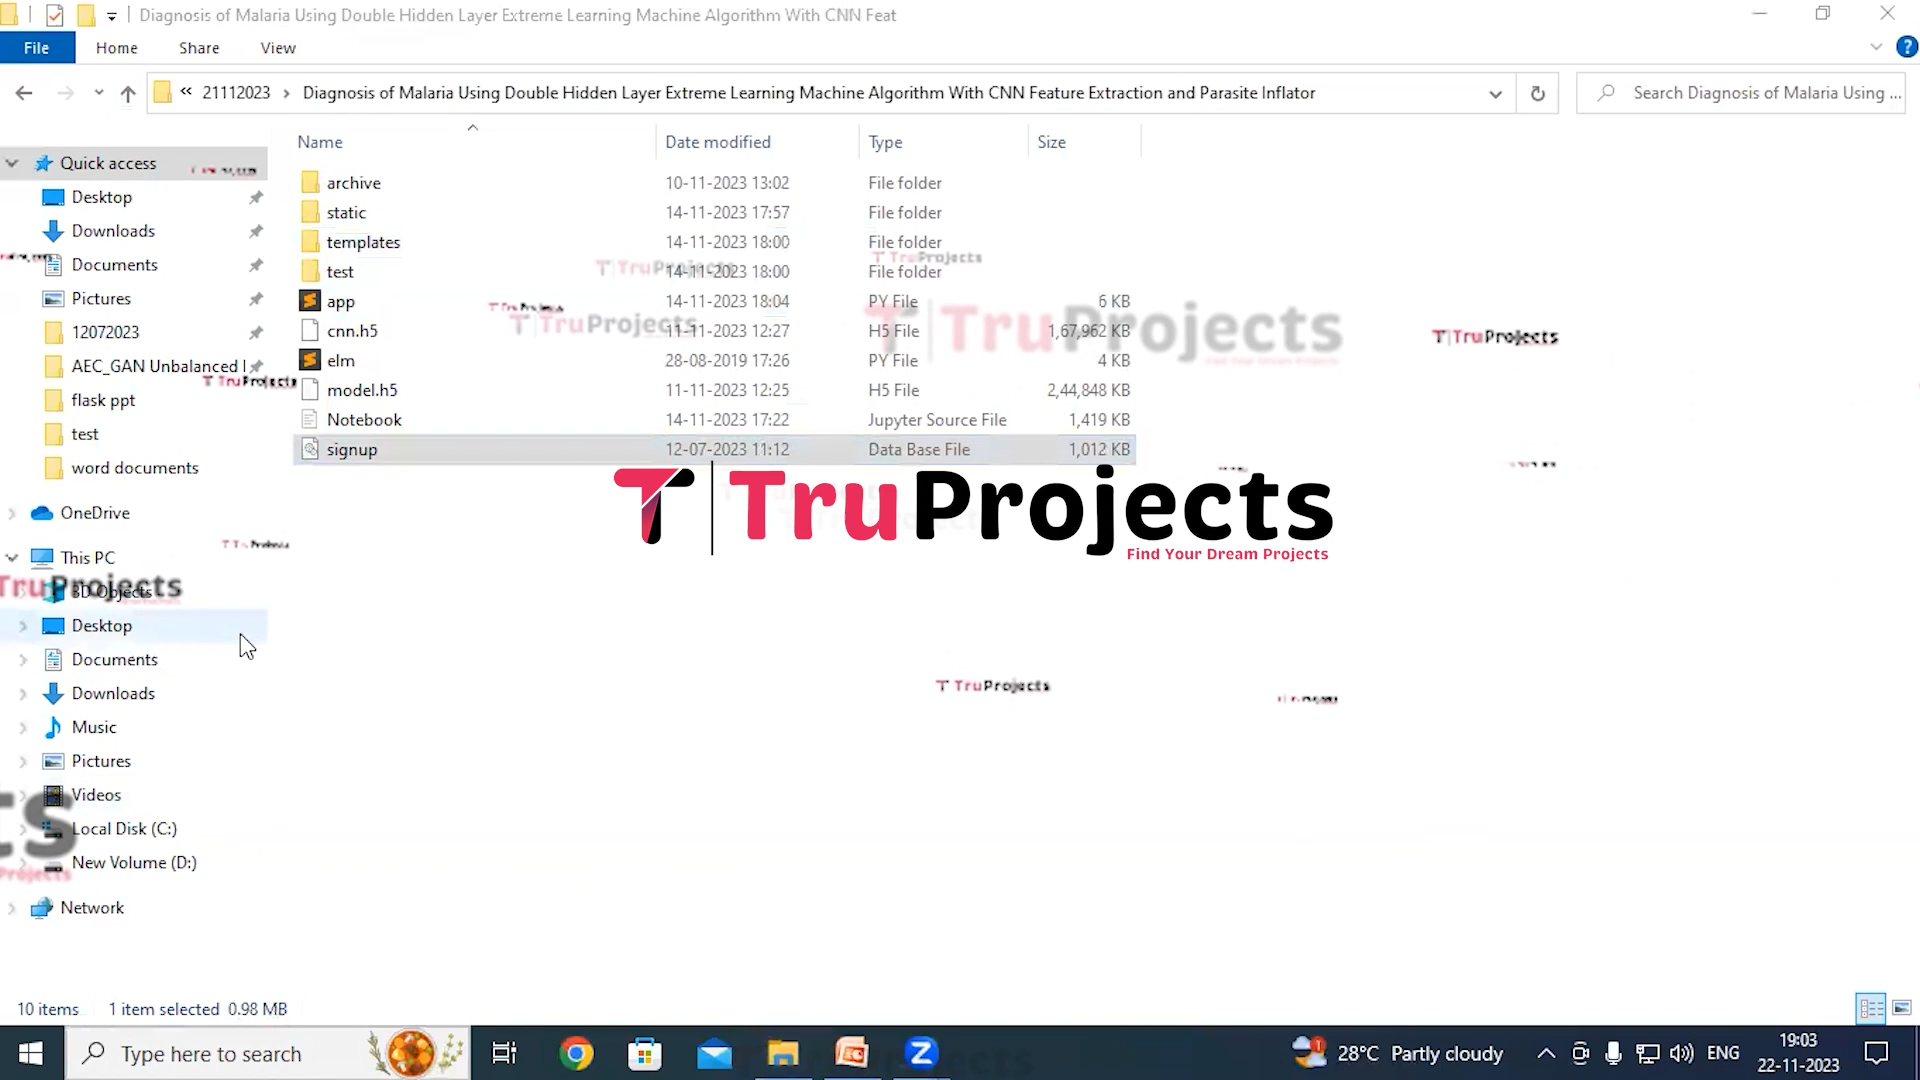 Diagnosis of Malaria Using Double Hidden Layer Extreme Learning Machine Algorithm With CNN Feat
File Home Share View
« 21112023 › Diagnosis of Malaria Using Double Hidden Layer Extreme Learning Machine Algorithm With CNN Feature Extraction and Parasite Inflator
Search Diagnosis of Malaria Using ...
Name Date modified Type Size
Quick access
Desktop
Downloads
Documents
Pictures
12072023
AEC_GAN Unbalanced I
flask ppt
test
word documents
OneDrive
This PC
3D Objects
Desktop
Documents
Downloads
Music
Pictures
Videos
Local Disk (C:)
New Volume (D:)
Network
archive 10-11-2023 13:02 File folder
static 14-11-2023 17:57 File folder
templates 14-11-2023 18:00 File folder
test 14-11-2023 18:00 File folder
app 14-11-2023 18:04 PY File 6 KB
cnn.h5 11-11-2023 12:27 H5 File 1,67,962 KB
elm 28-08-2019 17:26 PY File 4 KB
model.h5 11-11-2023 12:25 H5 File 2,44,848 KB
Notebook 14-11-2023 17:22 Jupyter Source File 1,419 KB
signup 12-07-2023 11:12 Data Base File 1,012 KB
TruProjects
TruProjects
TruProjects
TruProjects
TruProjects
TruProjects
TruProjects
Find Your Dream Projects
TruProjects
TruProjects
10 items 1 item selected 0.98 MB
Type here to search
28°C Partly cloudy
ENG
19:03
22-11-2023